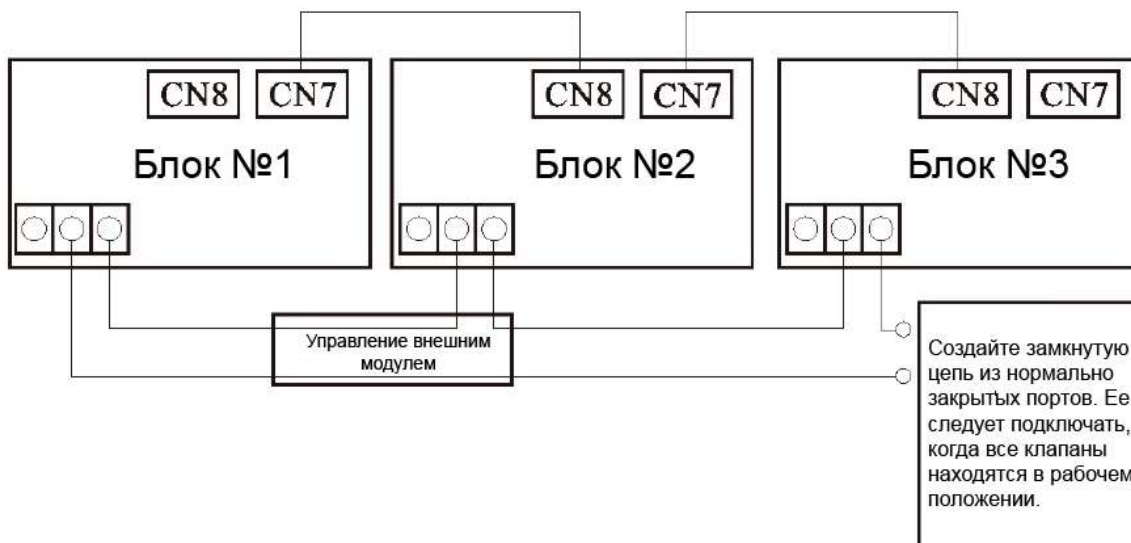 CN8 CN7 CN8 CN7 CN8 CN7
Блок №1 Блок №2 Блок №3
Управление внешним
модулем
Создайте замкнутую
цепь из нормально
закрытых портов. Ее
следует подключать,
когда все клапаны
находятся в рабочем
положении.